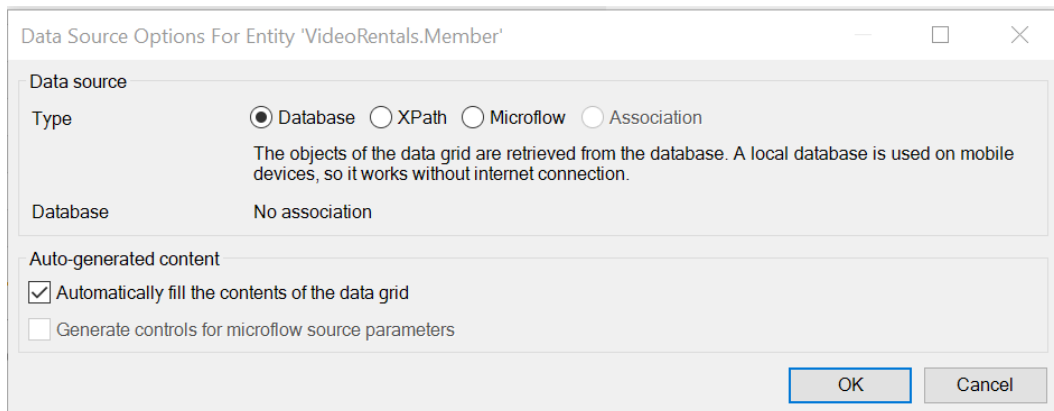 Data Source Options For Entity 'VideoRentals.Member'
Data source
Type Database XPath Microflow Association
The objects of the data grid are retrieved from the database. A local database is used on mobile
devices, so it works without internet connection.
Database No association
Auto-generated content
Automatically fill the contents of the data grid
Generate controls for microflow source parameters
OK Cancel